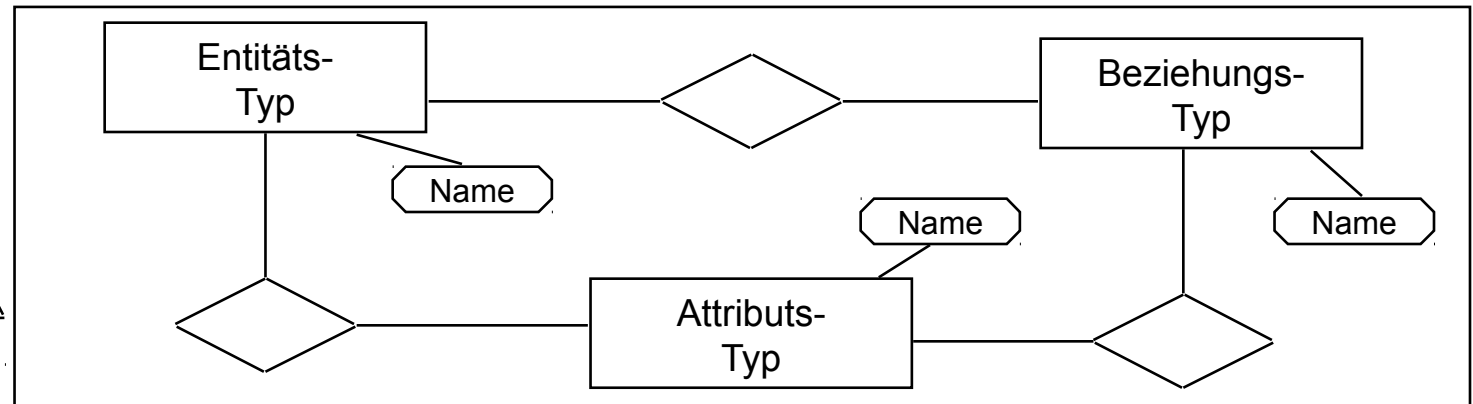 Entitäts-
Typ
Beziehungs-
Typ
Name
Name
Name
Attributs-
Typ